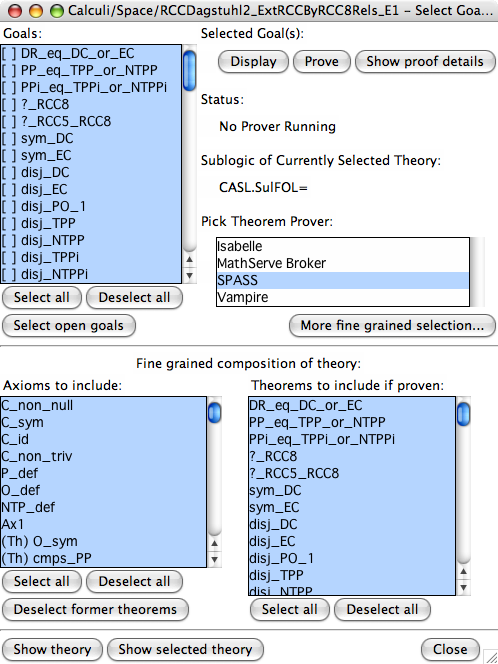 Calculi/Space/RCCDagstuhl2_ExtRCCByRCC8Rels_E1 – Select Goa...
Goals:
[ ] DR_eq_DC_or_EC
[ ] PP_eq_TPP_or_NTPP
[ ] PPi_eq_TPPi_or_NTPPi
[ ] ?_RCC8
[ ] ?_RCC5_RCC8
[ ] sym_DC
[ ] sym_EC
[ ] disj_DC
[ ] disj_EC
[ ] disj_PO_1
[ ] disj_TPP
[ ] disj_NTPP
[ ] disj_TPPi
[ ] disj_NTPPi
Select all
Deselect all
Select open goals
Selected Goal(s):
Display
Prove
Show proof details
Status:
No Prover Running
Sublogic of Currently Selected Theory:
CASL.SulFOL=
Pick Theorem Prover:
Isabelle
MathServe Broker
SPASS
Vampire
More fine grained selection...
Fine grained composition of theory:
Axioms to include:
C_non_null
C_sym
C_id
C_non_triv
P_def
O_def
NTP_def
Ax1
(Th) O_sym
(Th) cmps_PP
Select all
Deselect all
Deselect former theorems
Theorems to include if proven:
DR_eq_DC_or_EC
PP_eq_TPP_or_NTPP
PPi_eq_TPPi_or_NTPPi
?_RCC8
?_RCC5_RCC8
sym_DC
sym_EC
disj_DC
disj_EC
disj_PO_1
disj_TPP
disj_NTPP
Select all
Deselect all
Show theory
Show selected theory
Close